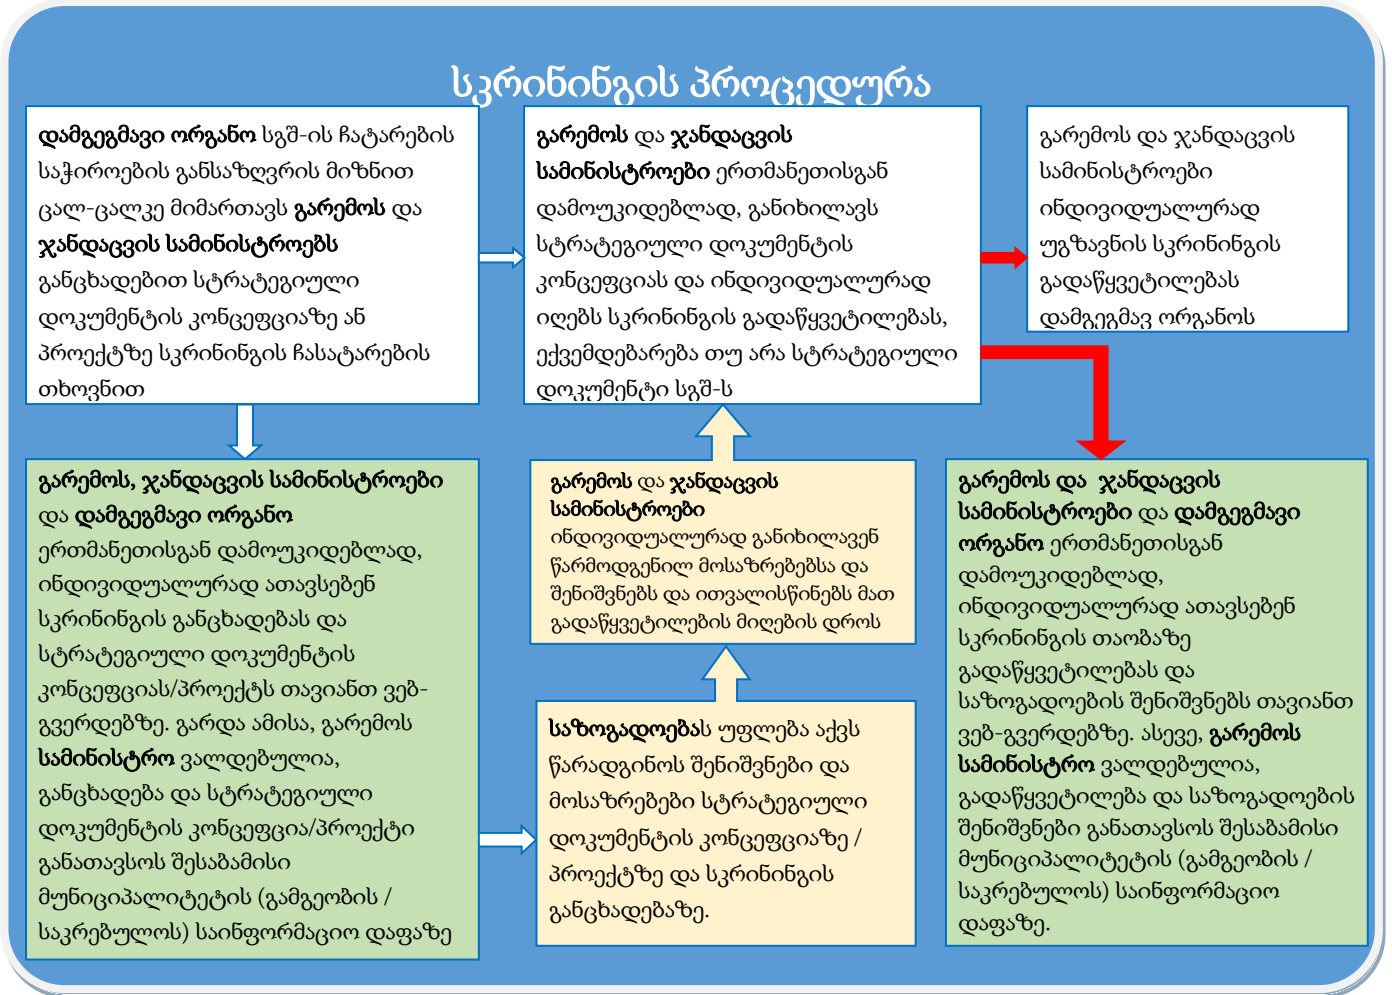 სკრინინგის პროცედურა
დამგეგმავი ორგანო სგშ-ის ჩატარების
საჭიროების განსაზღვრის მიზნით
ცალ-ცალკე მიმართავს გარემოს და
ჯანდაცვის სამინისტროებს
განცხადებით სტრატეგიული
დოკუმენტის კონცეფციაზე ან
პროექტზე სკრინინგის ჩასატარების
თხოვნით
გარემოს და ჯანდაცვის
სამინისტროები ერთმანეთისგან
დამოუკიდებლად, განიხილავს
სტრატეგიული დოკუმენტის
კონცეფციას და ინდივიდუალურად
იღებს სკრინინგის გადაწყვეტილებას,
ექვემდებარება თუ არა სტრატეგიული
დოკუმენტი სგშ-ს
გარემოს და ჯანდაცვის
სამინისტროები
ინდივიდუალურად
უგზავნის სკრინინგის
გადაწყვეტილებას
დამგეგმავ ორგანოს
გარემოს, ჯანდაცვის სამინისტროები
და დამგეგმავი ორგანო
ერთმანეთისგან დამოუკიდებლად,
ინდივიდუალურად ათავსებენ
სკრინინგის განცხადებას და
სტრატეგიული დოკუმენტის
კონცეფციას/პროექტს თავიანთ ვებ-
გვერდებზე. გარდა ამისა, გარემოს
სამინისტრო ვალდებულია,
განცხადება და სტრატეგიული
დოკუმენტის კონცეფცია/პროექტი
განათავსოს შესაბამისი
მუნიციპალიტეტის (გამგეობის /
საკრებულოს) საინფორმაციო დაფაზე
გარემოს და ჯანდაცვის
სამინისტროები
ინდივიდუალურად განიხილავენ
წარმოდგენილ მოსაზრებებსა და
შენიშვნებს და ითვალისწინებს მათ
გადაწყვეტილების მიღების დროს
საზოგადოებას უფლება აქვს
წარადგინოს შენიშვნები და
მოსაზრებები სტრატეგიული
დოკუმენტის კონცეფციაზე /
პროექტზე და სკრინინგის
განცხადებაზე.
გარემოს და ჯანდაცვის
სამინისტროები და დამგეგმავი
ორგანო ერთმანეთისგან
დამოუკიდებლად,
ინდივიდუალურად ათავსებენ
სკრინინგის თაობაზე
გადაწყვეტილებას და
საზოგადოების შენიშვნებს თავიანთ
ვებ-გვერდებზე. ასევე, გარემოს
სამინისტრო ვალდებულია,
გადაწყვეტილება და საზოგადოების
შენიშვნები განათავსოს შესაბამისი
მუნიციპალიტეტის (გამგეობის /
საკრებულოს) საინფორმაციო
დაფაზე.